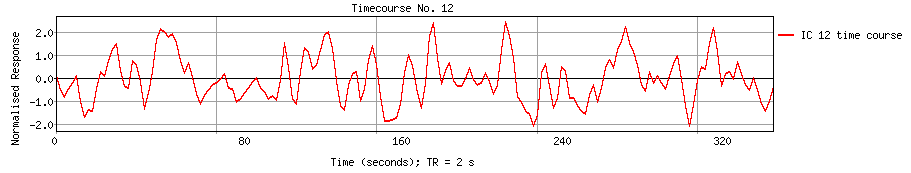 Timecourse No. 12
IC 12 time course
Normalised Response
2.0
1.0
0.0
-1.0
-2.0
0 80 160 240 320
Time (seconds); TR = 2 s